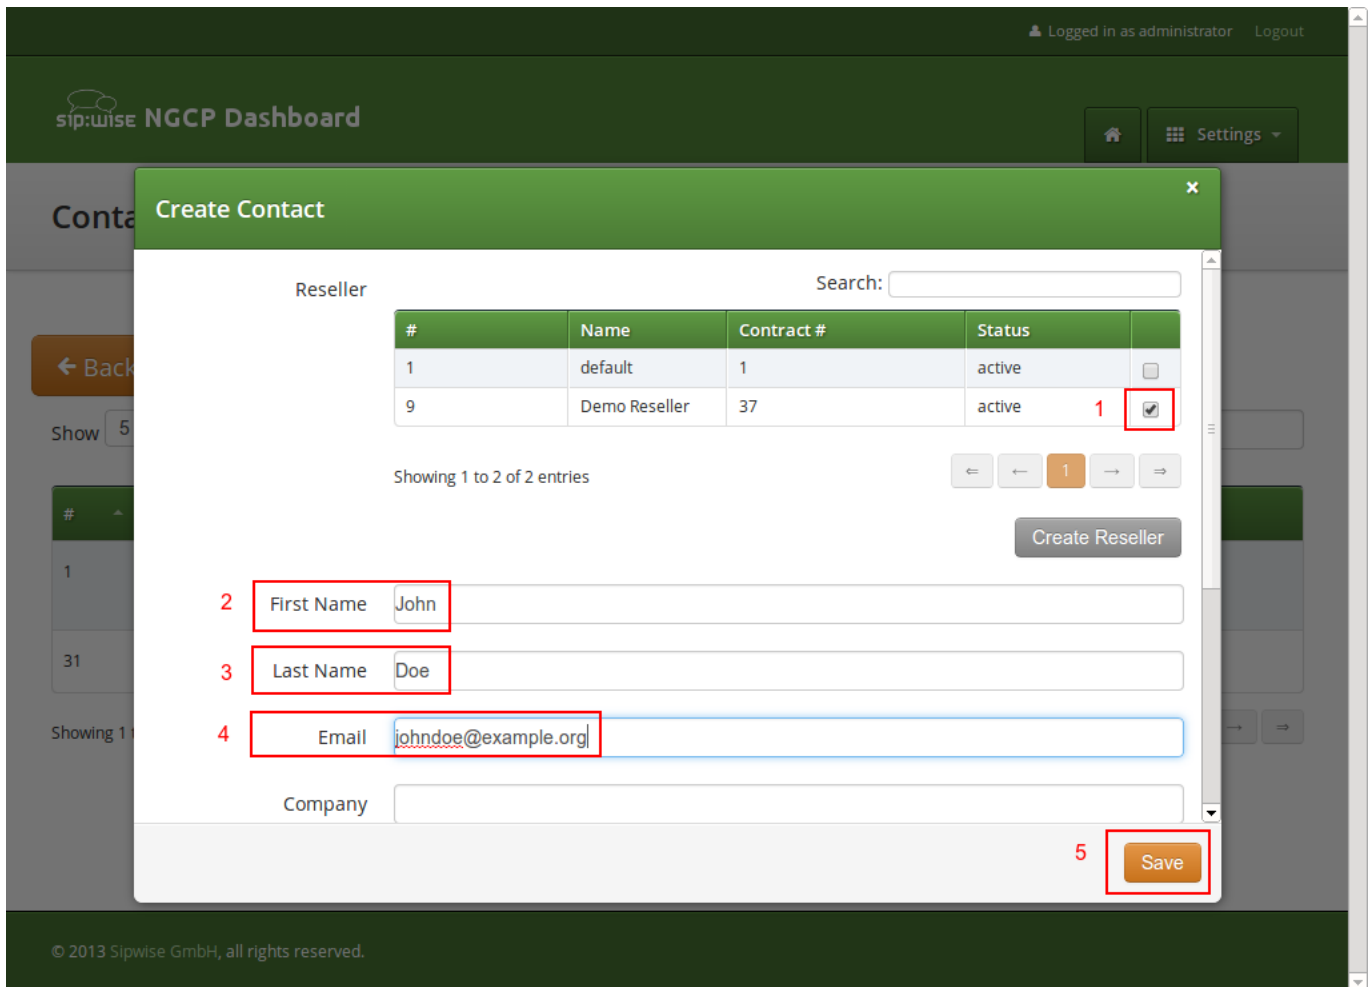 Logged in as administrator Logout
sip:wise NGCP Dashboard
Settings
Conta
Create Contact
×
Reseller
Search:
# Name Contract # Status
1 default 1 active
9 Demo Reseller 37 active 1
Showing 1 to 2 of 2 entries
⇐ ← 1 → ⇒
Create Reseller
← Back
Show 5
#
1
31
Showing 1 t
→ ⇒
2 First Name John
3 Last Name Doe
4 Email johndoe@example.org
Company
5 Save
© 2013 Sipwise GmbH, all rights reserved.